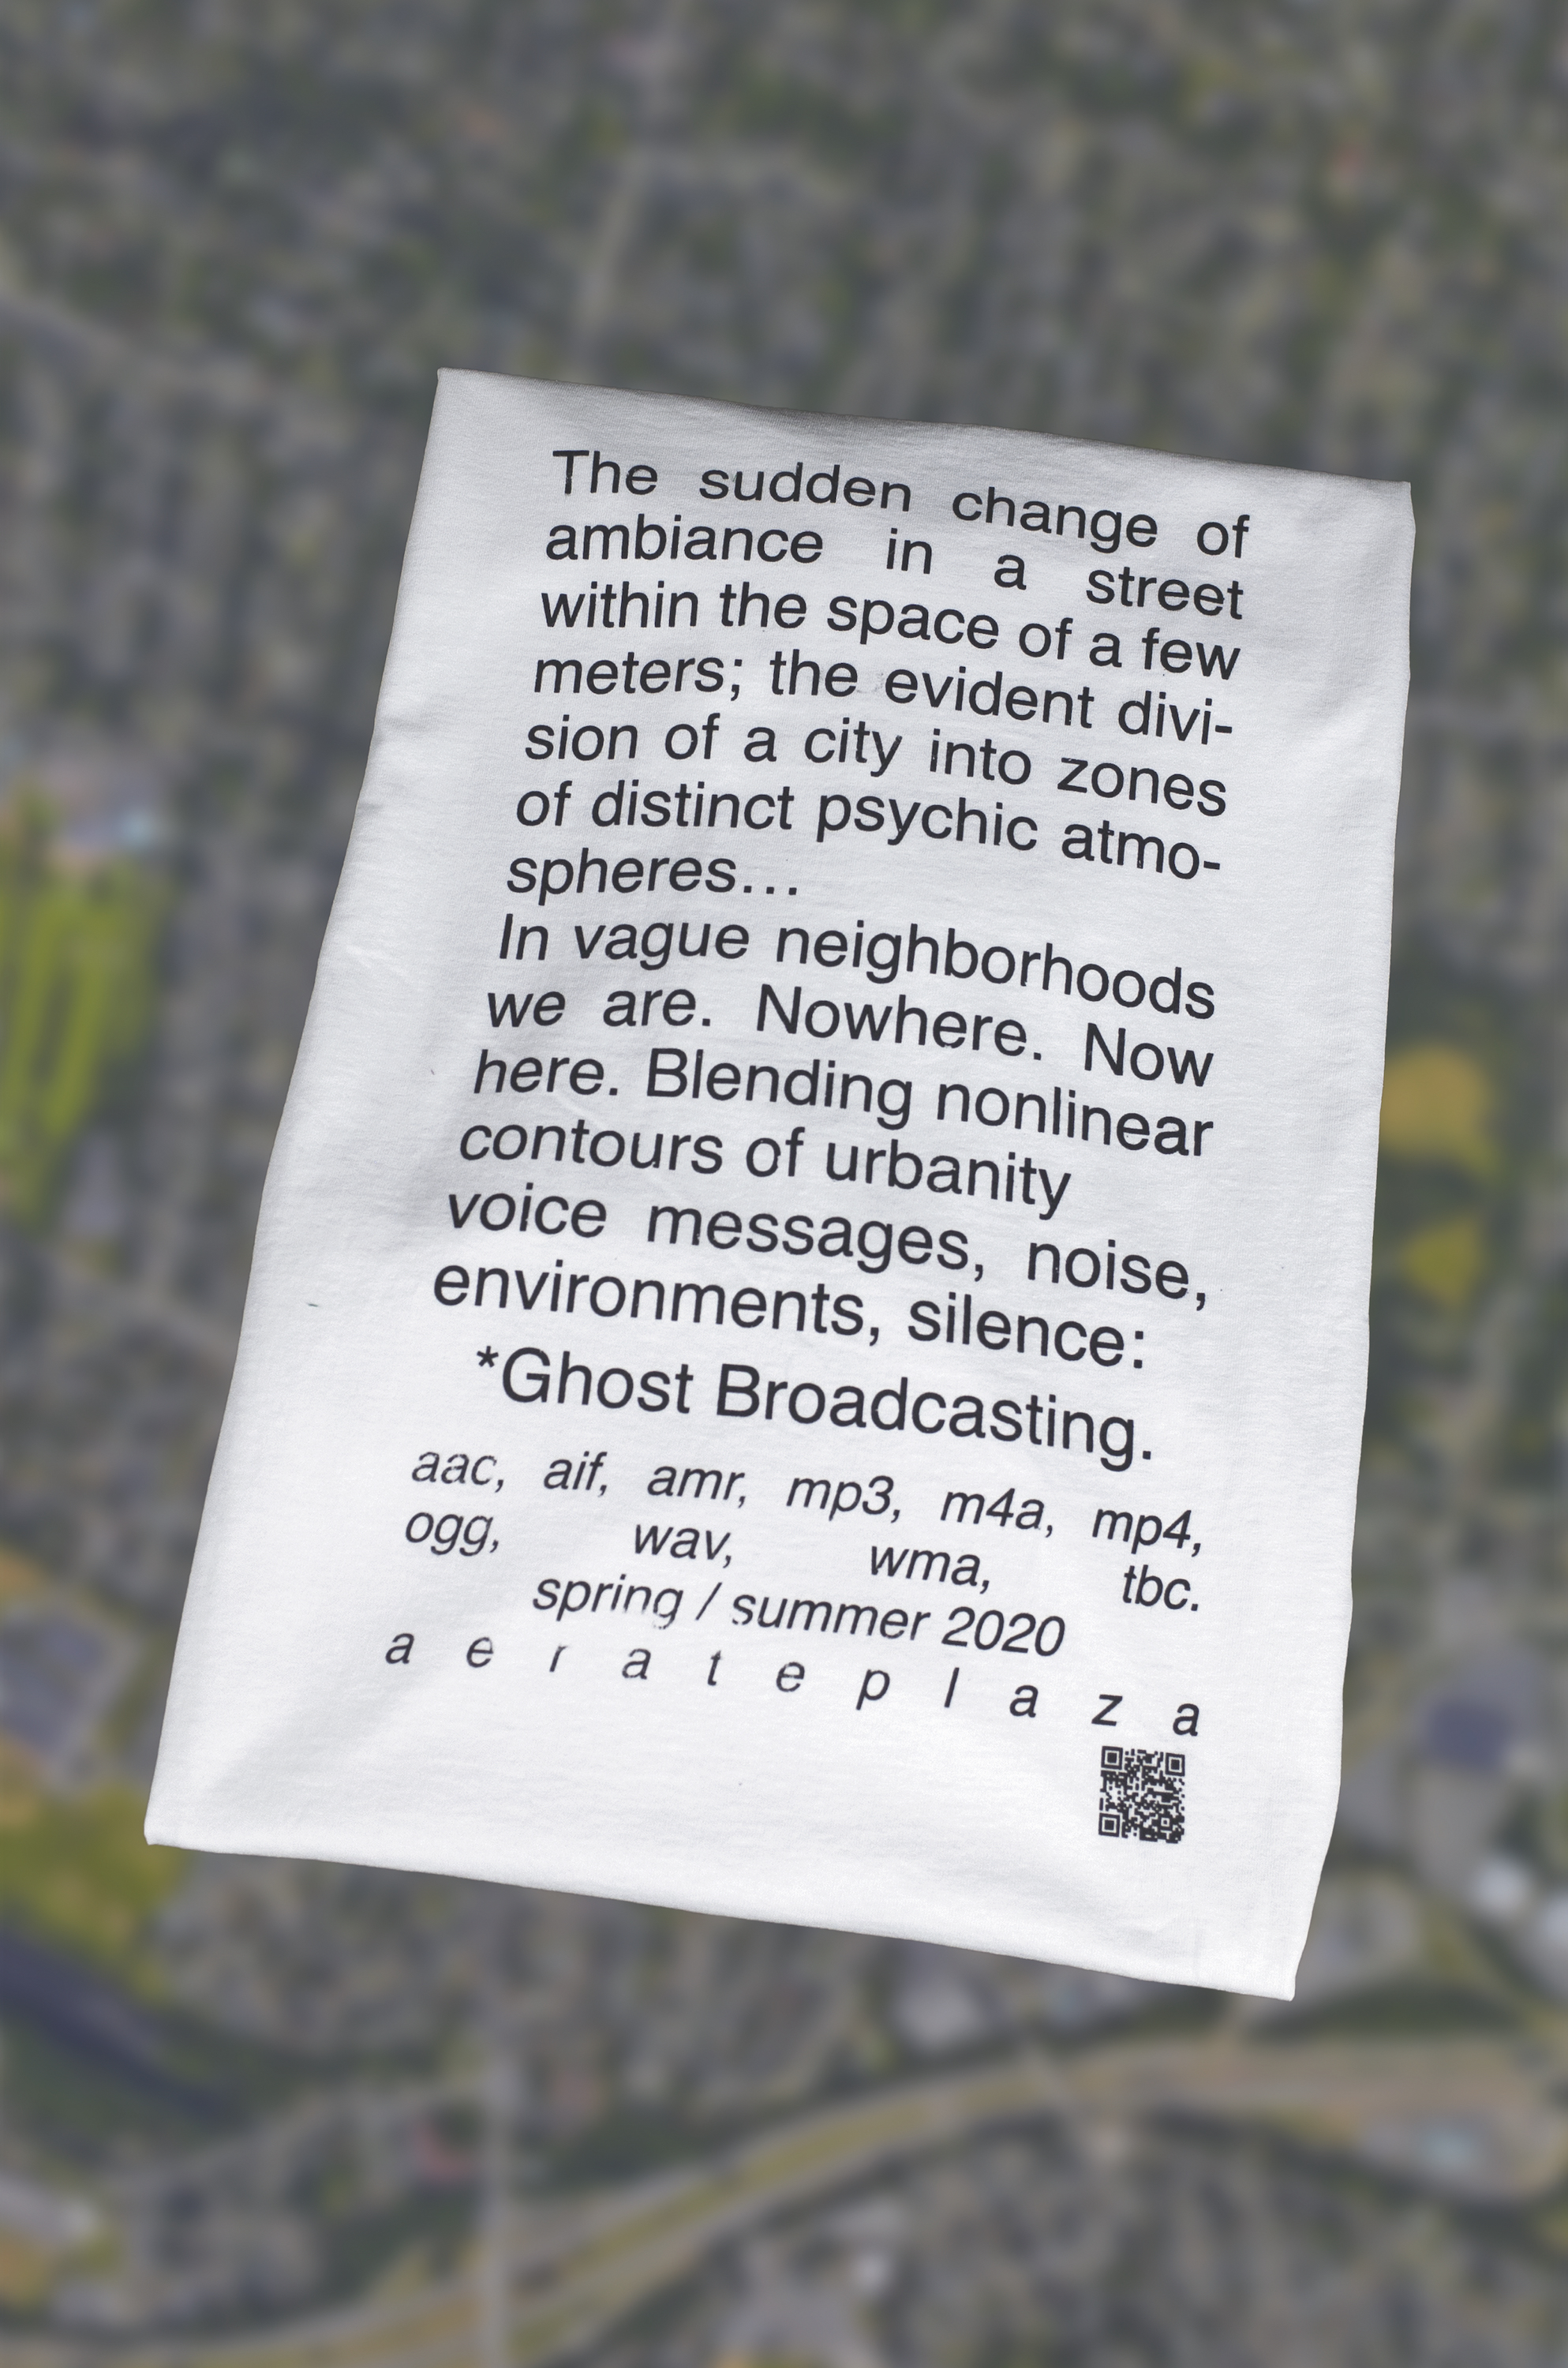 The sudden change of
ambiance in a street
within the space of a few
meters; the evident divi-
sion of a city into zones
of distinct psychic atmo-
spheres...
In vague neighborhoods
we are. Nowhere. Now
here. Blending nonlinear
contours of urbanity
voice messages, noise,
environments, silence:
*Ghost Broadcasting.
aac, aif, amr, mp3, m4a, mp4,
ogg, wav, wma, tbc.
spring / summer 2020
a e r a t e p l a z a